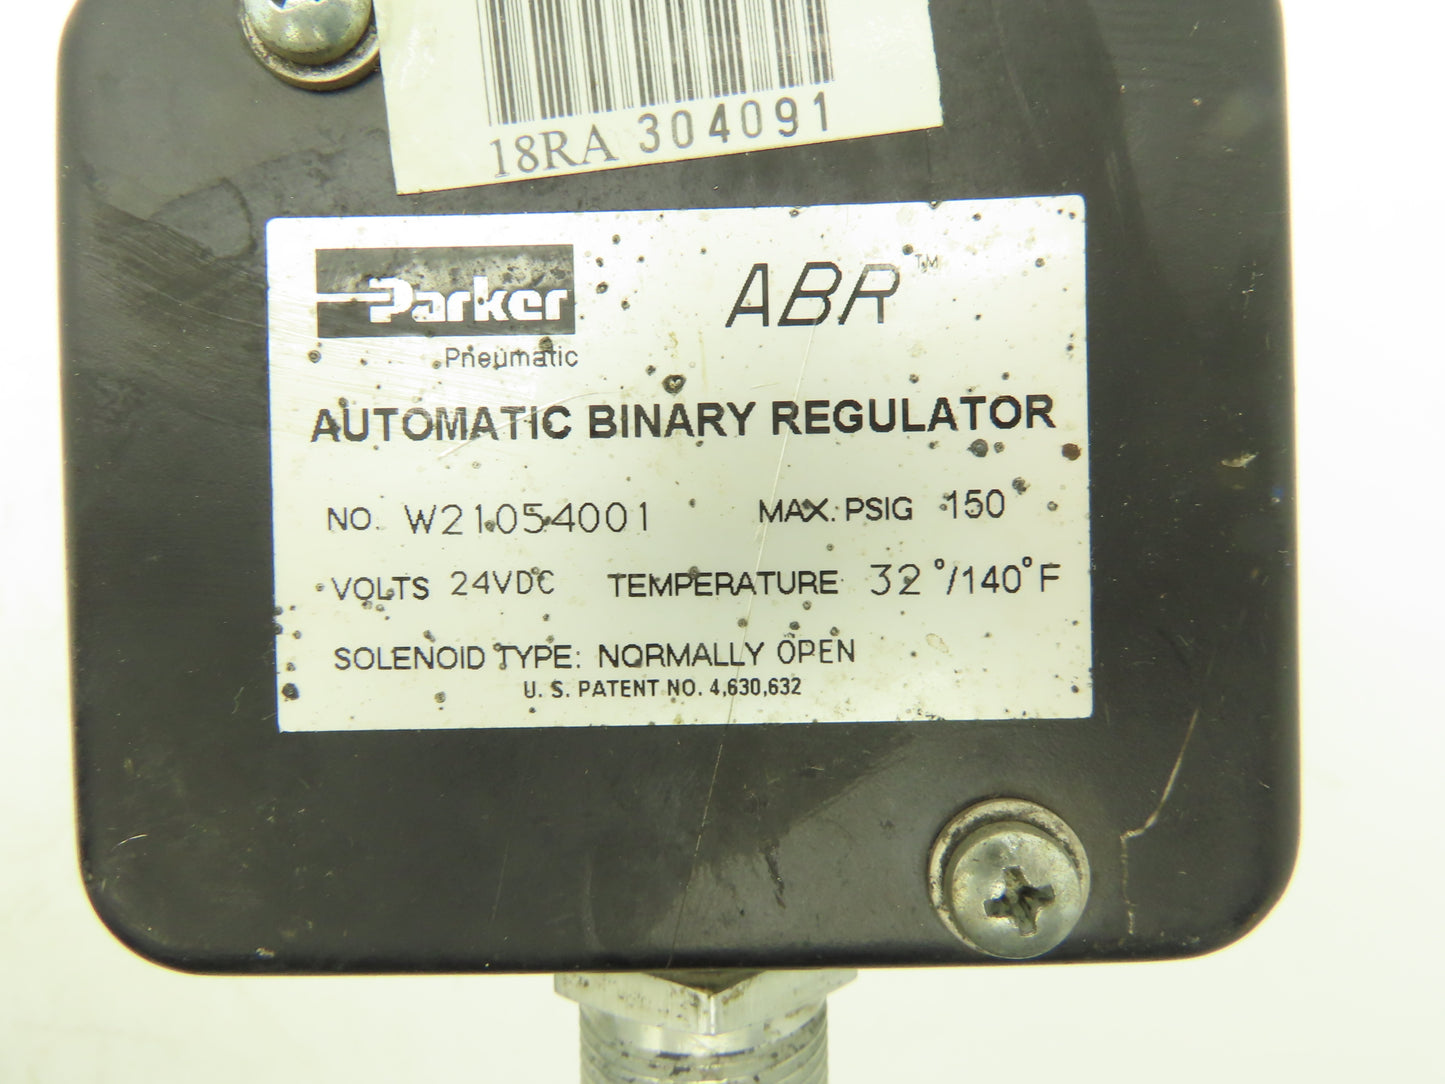 18RA 304091
Parker
Pneumatic
ABR™
AUTOMATIC BINARY REGULATOR
NO. W21054001 MAX. PSIG 150
VOLTS 24VDC TEMPERATURE 32°/140°F
SOLENOID TYPE: NORMALLY OPEN
U. S. PATENT NO. 4,630,632